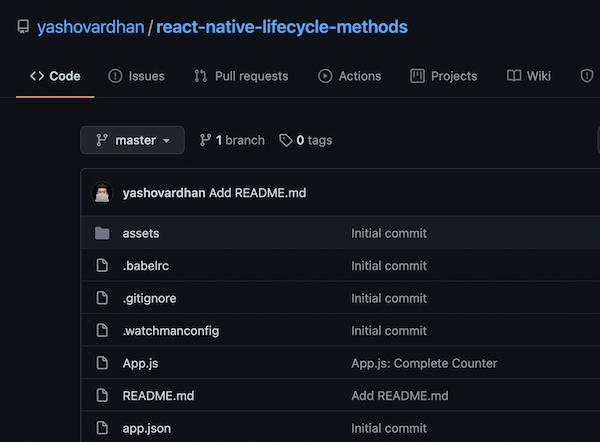 yashovardhan / react-native-lifecycle-methods
Code Issues Pull requests Actions Projects Wiki
master 1 branch 0 tags
yashovardhan Add README.md
assets Initial commit
.babelrc Initial commit
.gitignore Initial commit
.watchmanconfig Initial commit
App.js App.js: Complete Counter
README.md Add README.md
app.json Initial commit